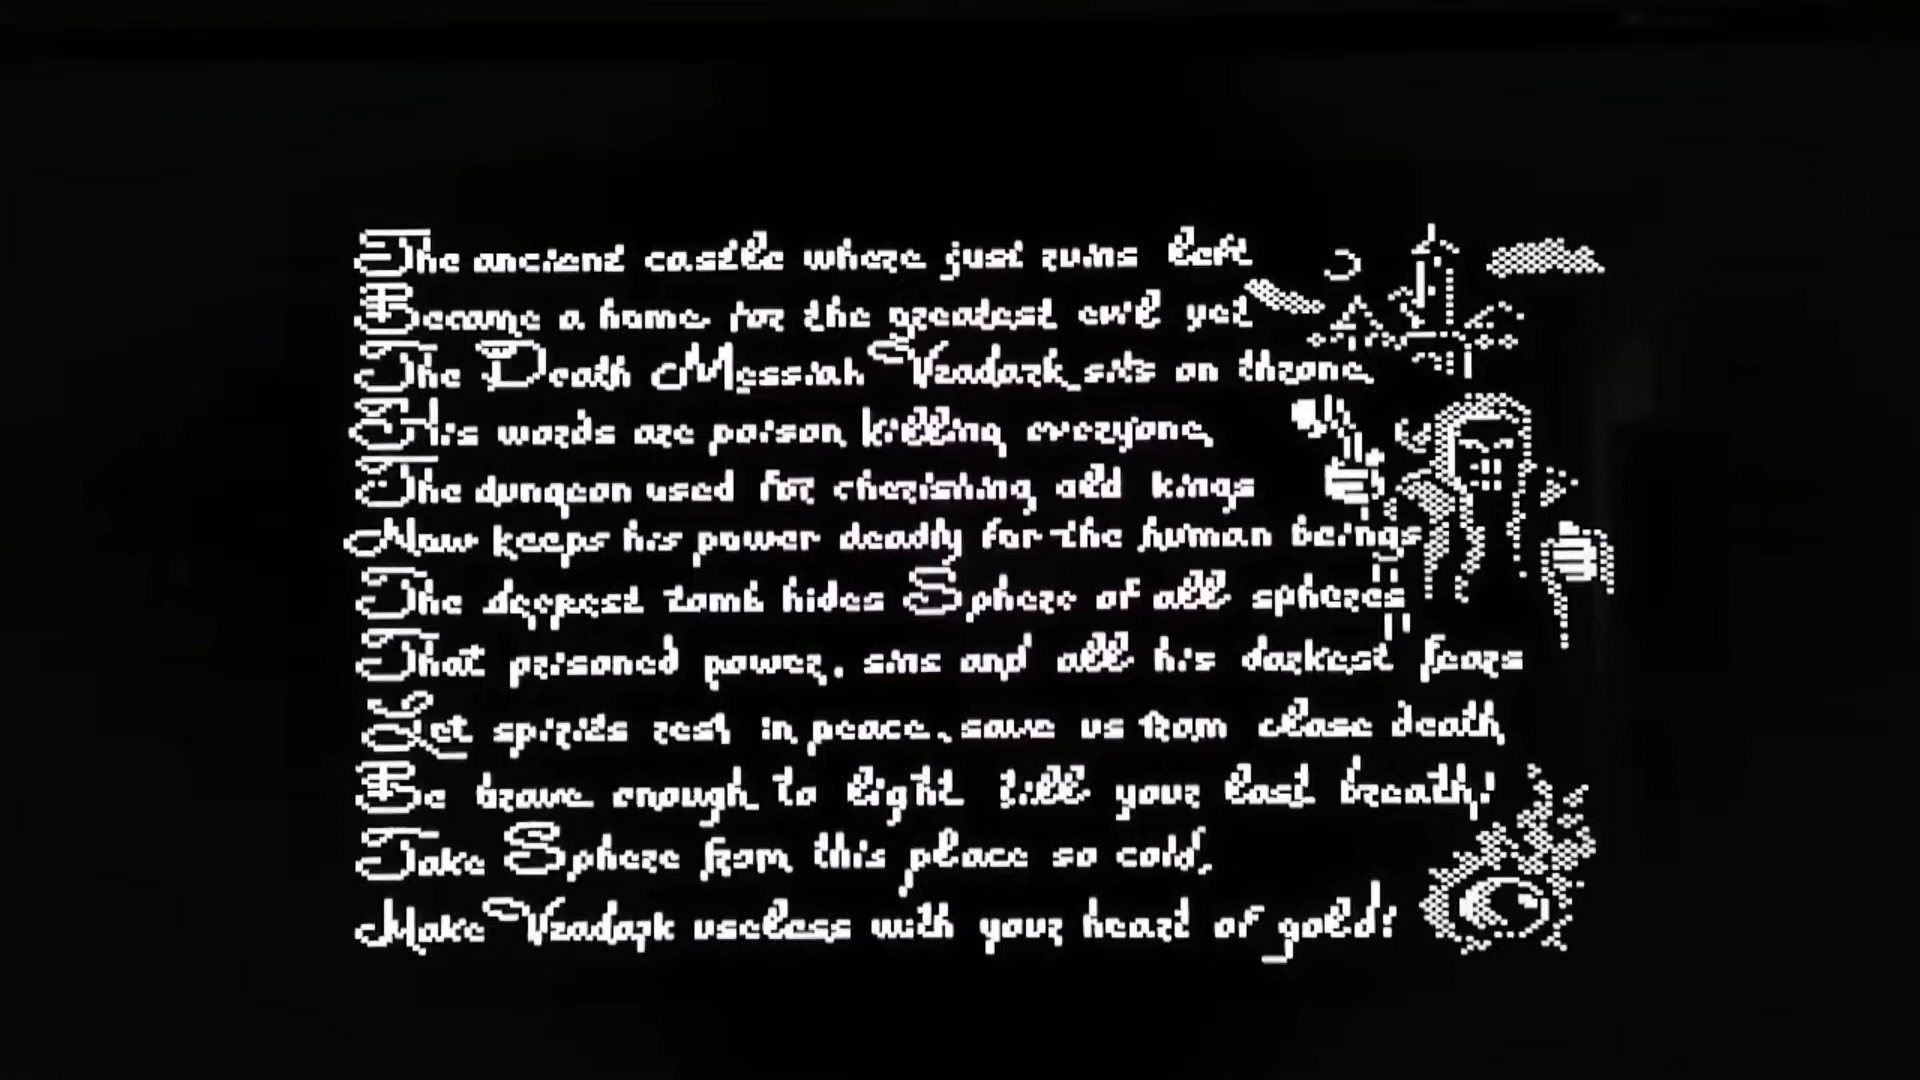 The ancient castle where just ruins left
Became a home for the greatest evil yet
The Death Messiah Vradark sits on throne,
His words are poison killing everyone,
The dungeon used for cherishing old kings
Now keeps his power deadly for the human beings
The deepest tomb hides Sphere of all spheres
That prisoned power, sins and all his darkest fears
Let spirits rest in peace, save us from close death,
Be brave enough to light till your last breath!
Take Sphere from this place so cold,
Make Vradark useless with your heart of gold!